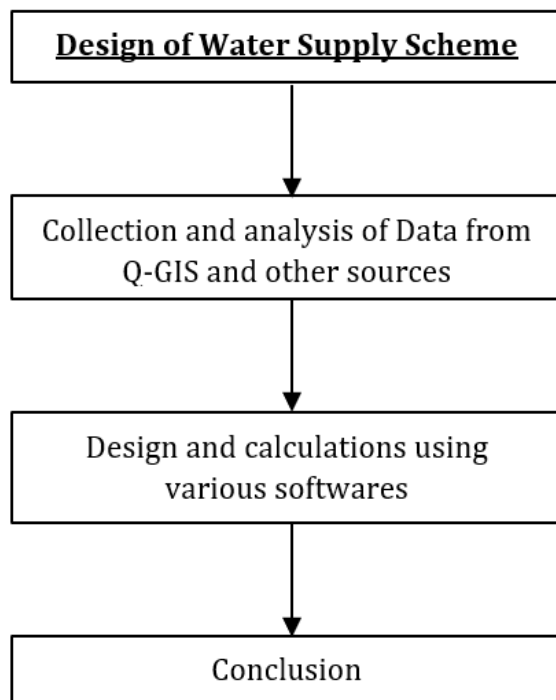 Design of Water Supply Scheme
Collection and analysis of Data from
Q-GIS and other sources
Design and calculations using
various softwares
Conclusion